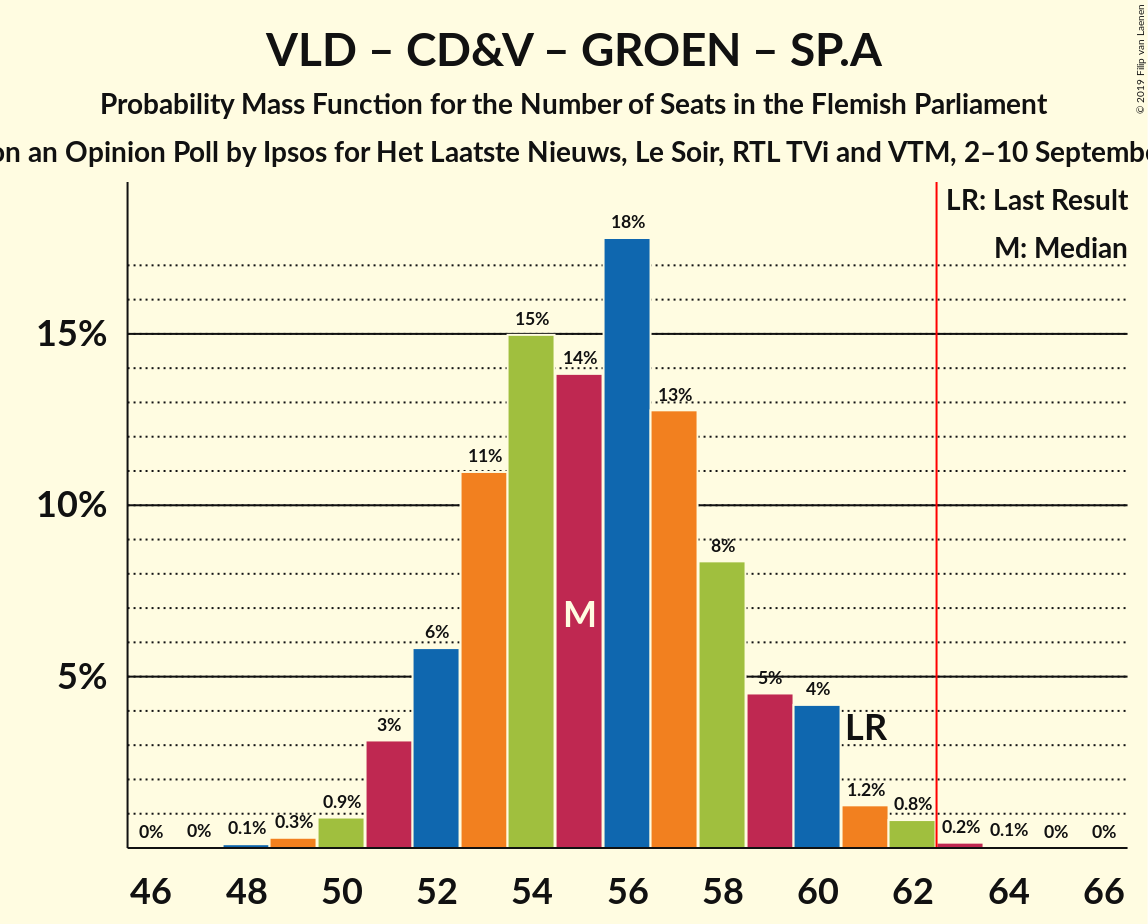 VLD – CD&V – GROEN – SP.A
Probability Mass Function for the Number of Seats in the Flemish Parliament
on an Opinion Poll by Ipsos for Het Laatste Nieuws, Le Soir, RTL TVi and VTM, 2–10 Septembe
© 2019 Filip van Laenen
LR: Last Result
M: Median
18%
15%
15%
14%
13%
11%
10%
8%
6%
5%
5%
4%
3%
M
LR
1.2%
0.9%
0.8%
0.3%
0.2%
0% 0% 0.1% 0.1% 0% 0%
46 48 50 52 54 56 58 60 62 64 66